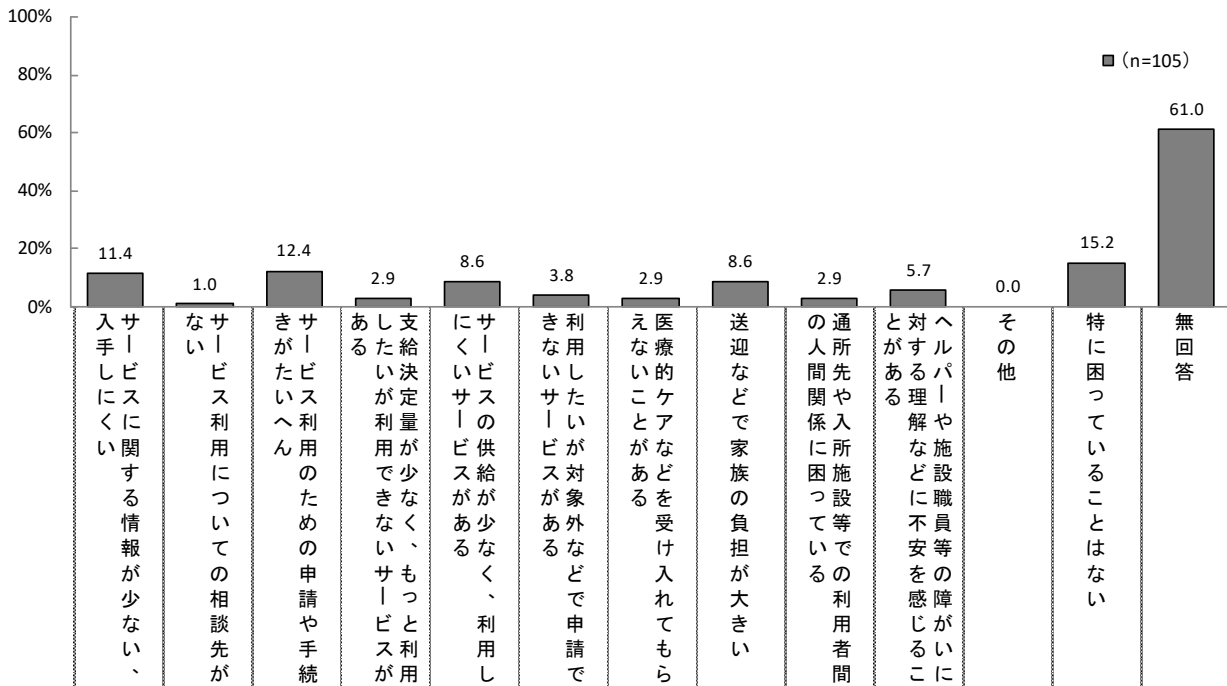 100%
80%
60%
40%
20%
0%
(n=105)
11.4
1.0
12.4
2.9
8.6
3.8
2.9
8.6
2.9
5.7
0.0
15.2
61.0
サービスに関する情報が少ない、
入手しにくい
サービス利用についての相談先が
ない
サービス利用のための申請や手続
きがたいへん
支給決定量が少なく、もっと利用
したいが利用できないサービスが
ある
サービスの供給が少なく、利用し
にくいサービスがある
利用したいが対象外などで申請で
きないサービスがある
医療的ケアなどを受け入れてもら
えないことがある
送迎などで家族の負担が大きい
通所先や入所施設等での利用者間
の人間関係に困っている
ヘルパーや施設職員等の障がいに
対する理解などに不安を感じるこ
とがある
その他
特に困っていることはない
無回答